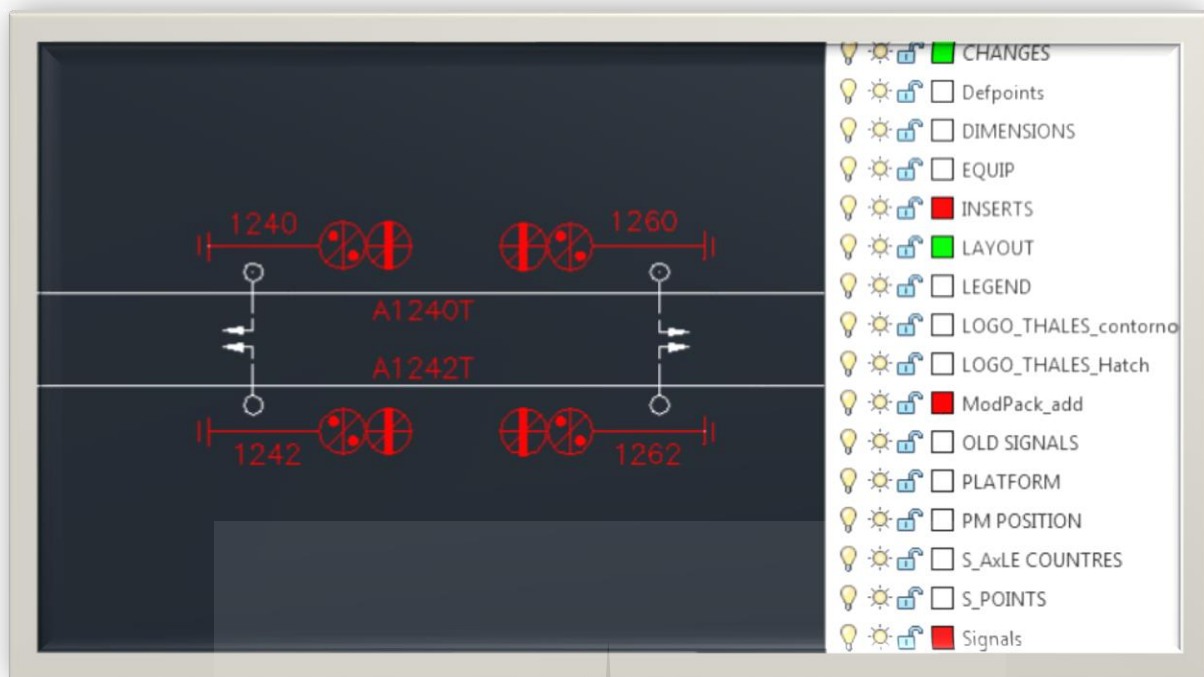 1240
1260
A1240T
A1242T
1242
1262
CHANGES
Defpoints
DIMENSIONS
EQUIP
INSERTS
LAYOUT
LEGEND
LOGO_THALES_contorno
LOGO_THALES_Hatch
ModPack_add
OLD SIGNALS
PLATFORM
PM POSITION
S_AxLE COUNTRES
S_POINTS
Signals